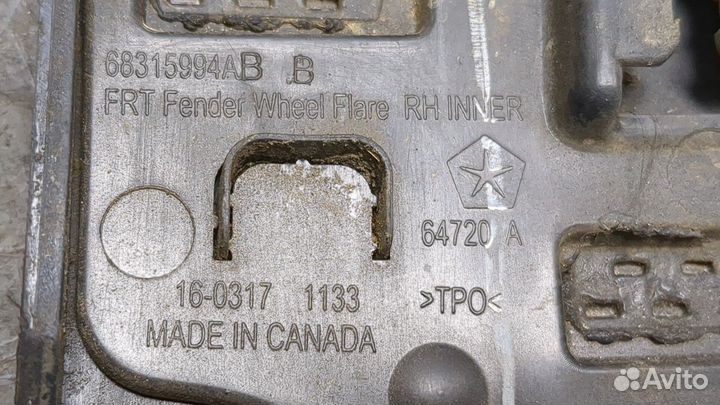 68315994AB B
FRT Fender Wheel Flare RH INNER
64720 A
16-0317 1133 >TPO<
MADE IN CANADA
Avito